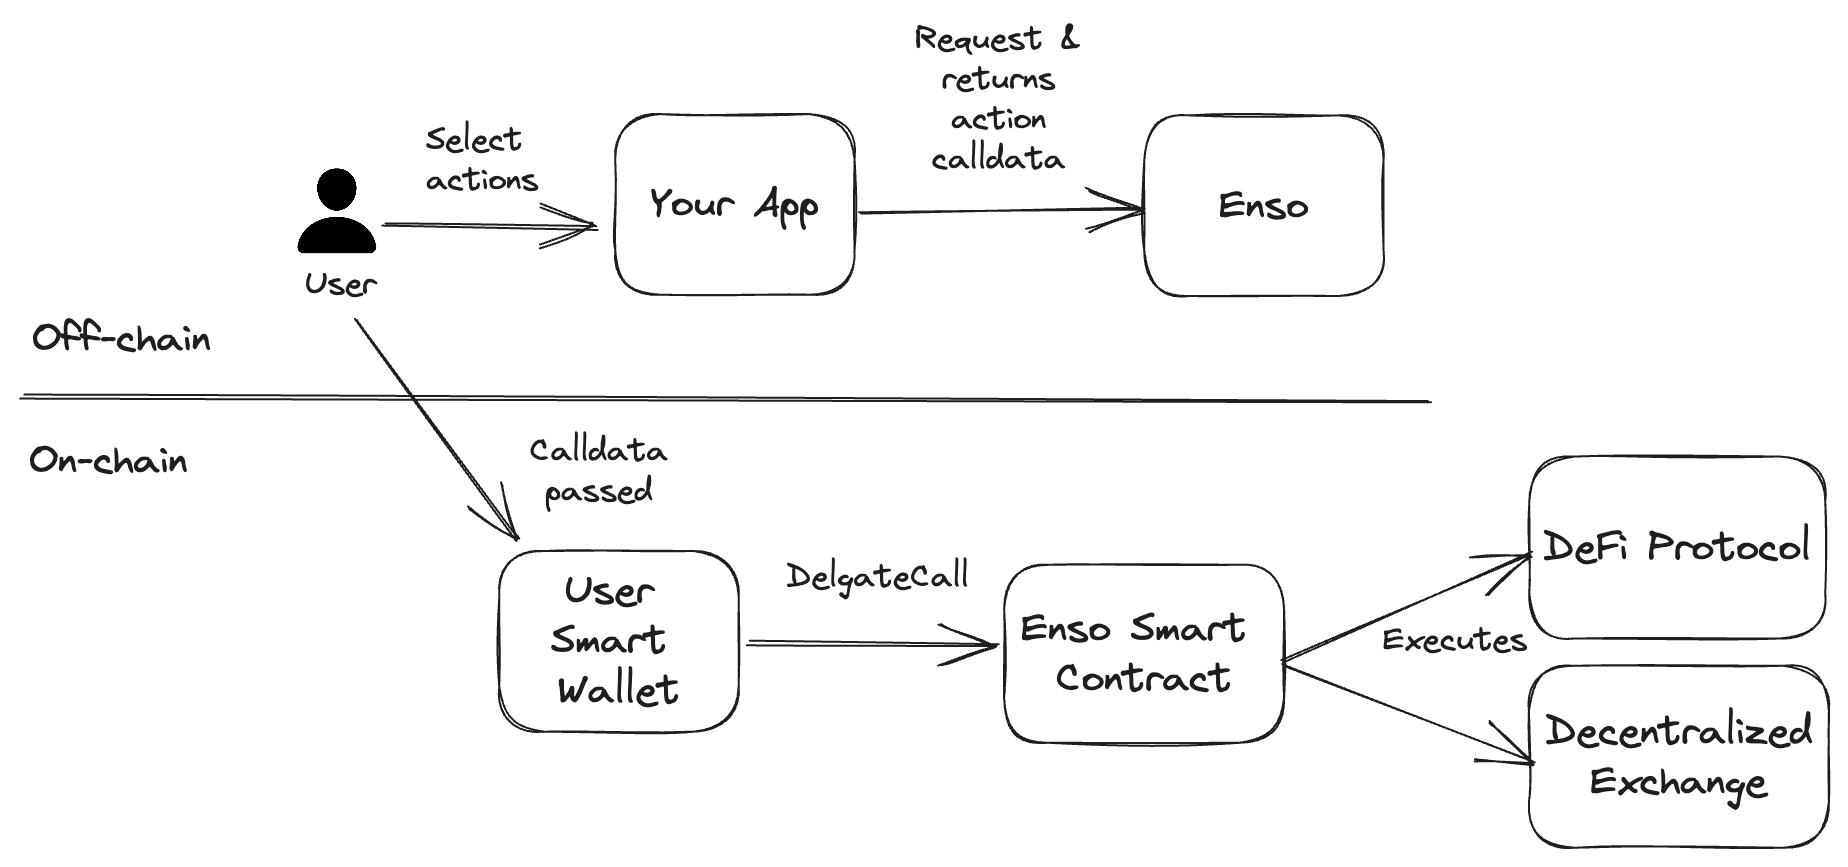 Request &
returns
action
calldata
Select
actions
Your App
Enso
User
Off-chain
On-chain
Calldata
passed
User
Smart
Wallet
DelgateCall
Enso Smart
Contract
Executes
DeFi Protocol
Decentralized
Exchange